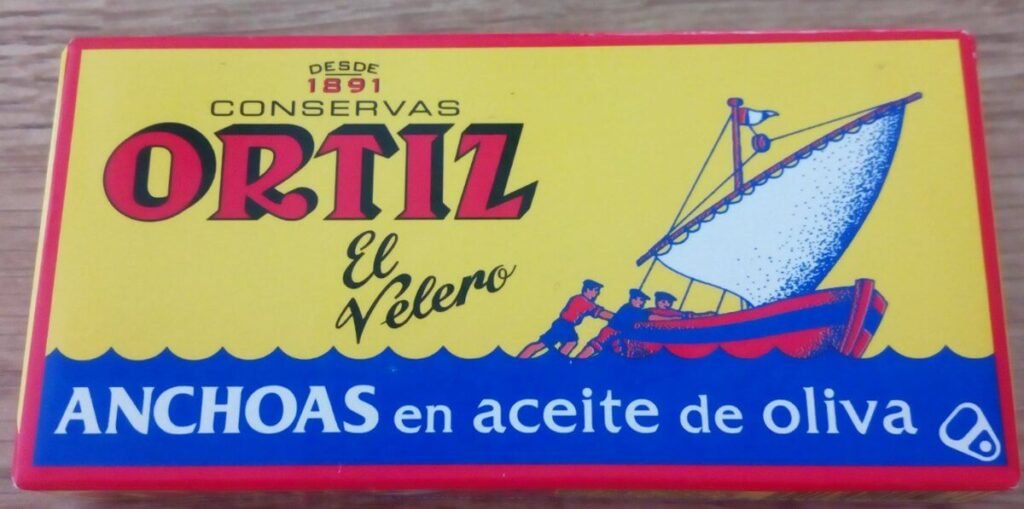 DESDE
1891
CONSERVAS
ORTIZ
El
Velero
ANCHOAS en aceite de oliva